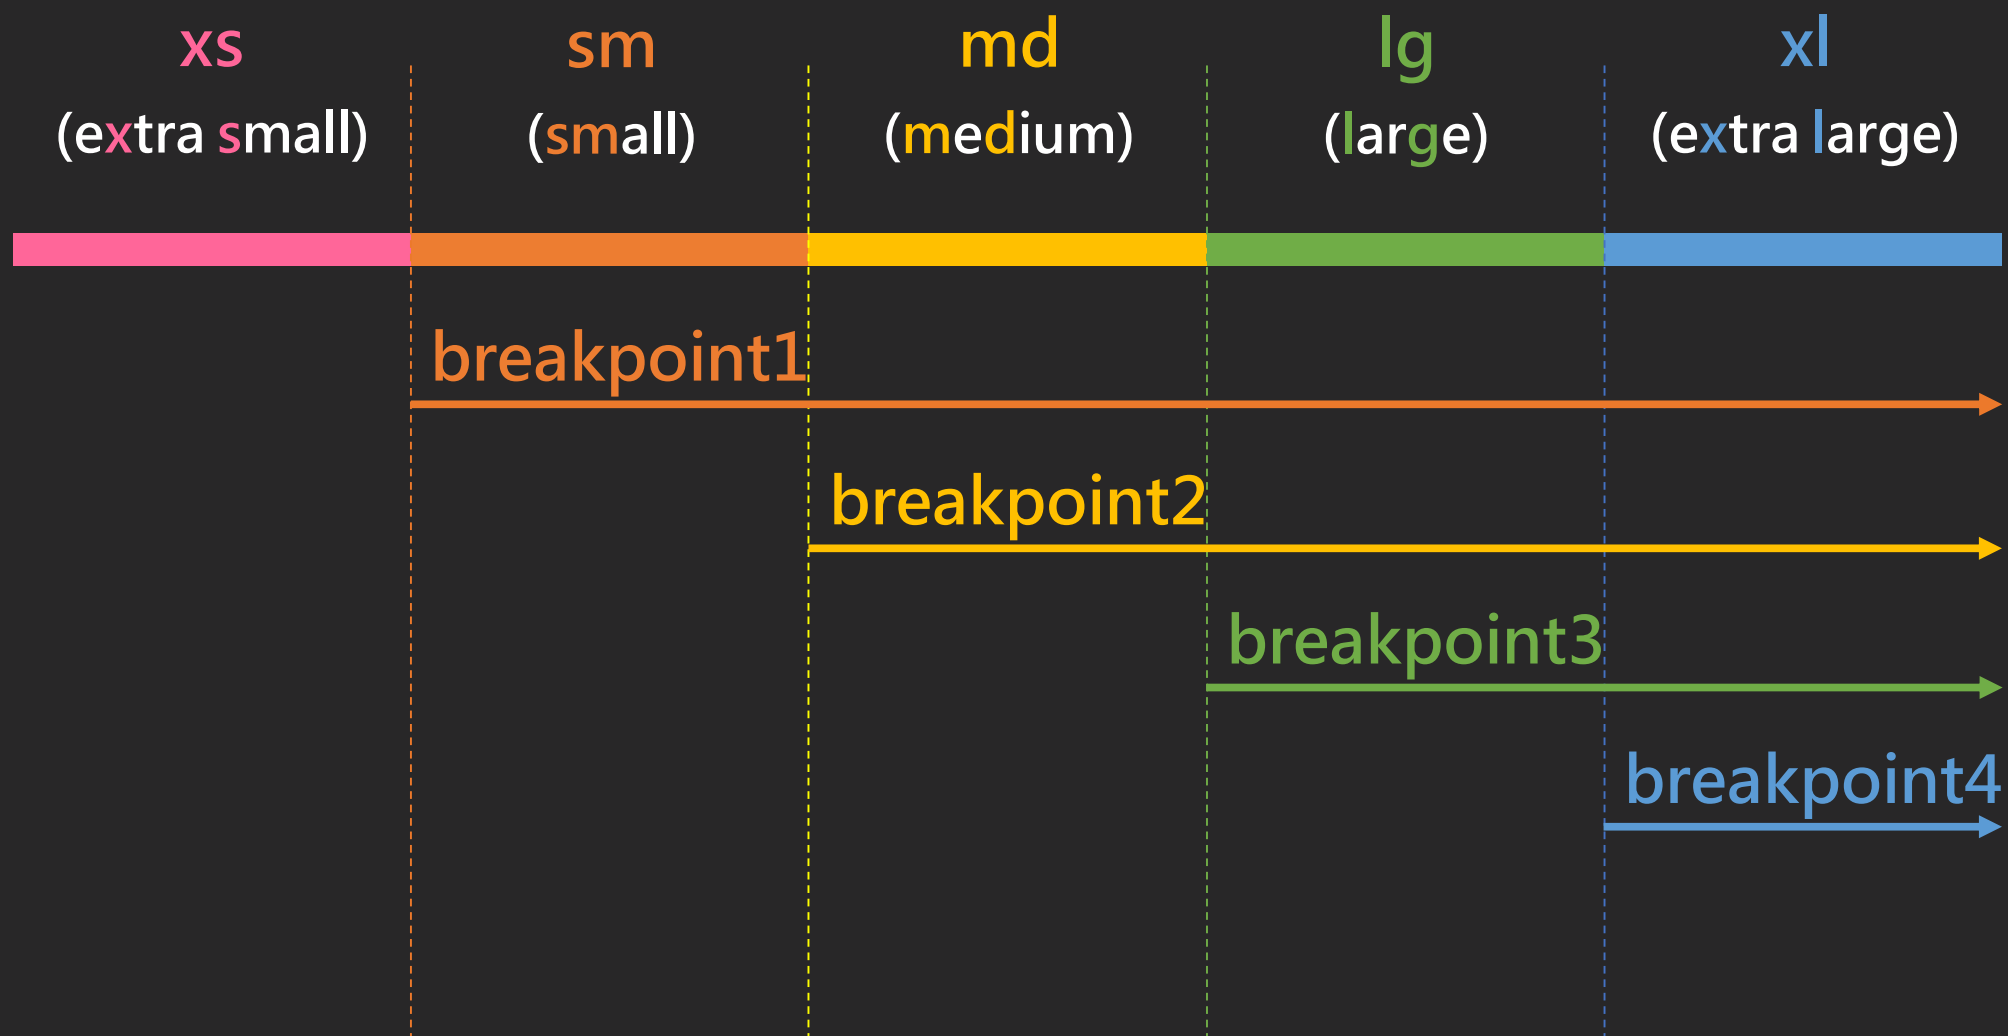 xs sm md lg xl
(extra small) (small) (medium) (large) (extra large)
breakpoint1
breakpoint2
breakpoint3
breakpoint4